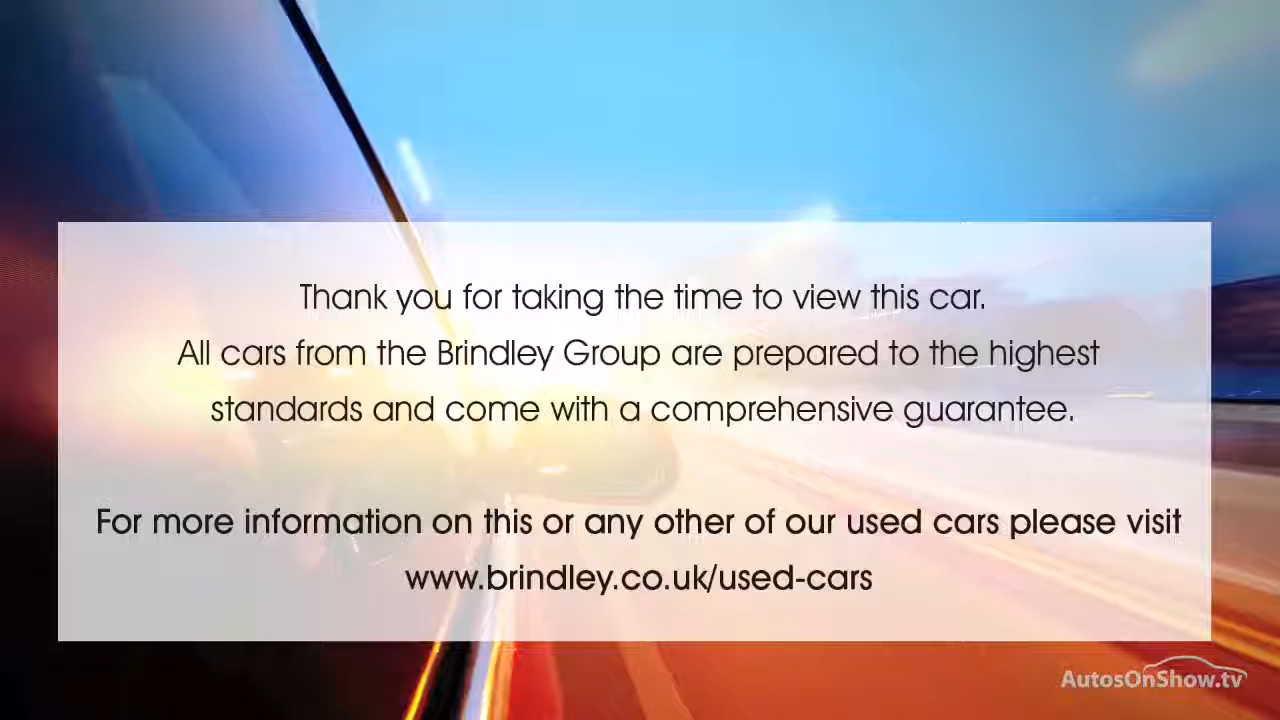 Thank you for taking the time to view this car.
All cars from the Brindley Group are prepared to the highest
standards and come with a comprehensive guarantee.
For more information on this or any other of our used cars please visit
www.brindley.co.uk/used-cars
AutosOnShow.tv